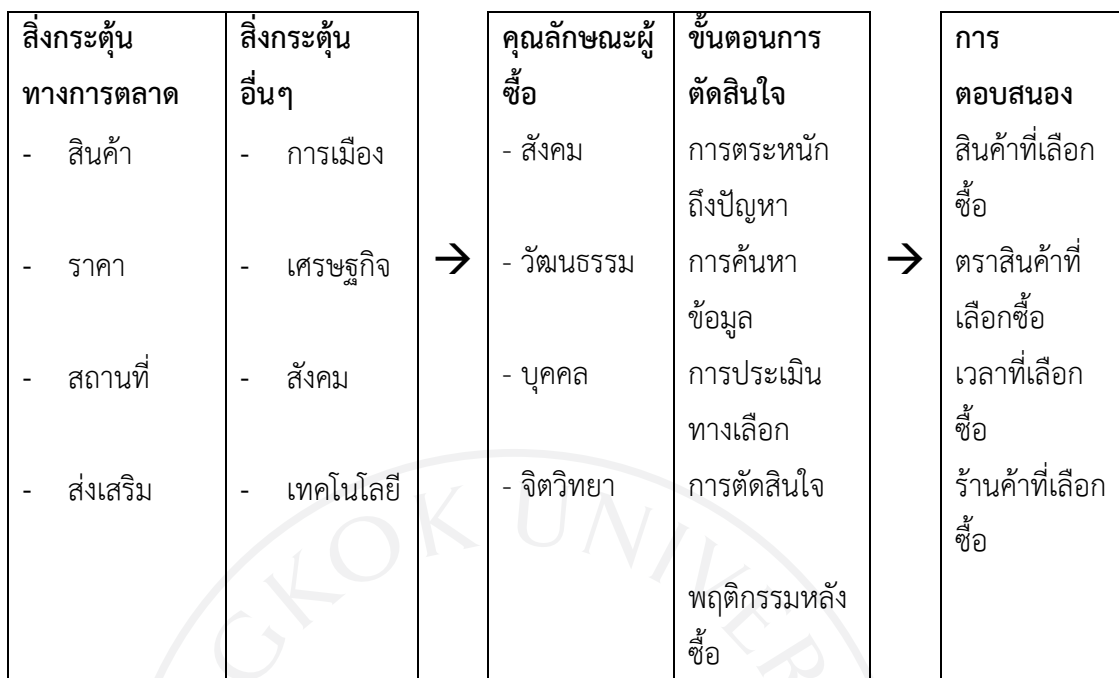 สิ่งกระตุ้น
ทางการตลาด
- สินค้า
- ราคา
- สถานที่
- ส่งเสริม
สิ่งกระตุ้น
อื่นๆ
- การเมือง
- เศรษฐกิจ
- สังคม
- เทคโนโลยี
→
คุณลักษณะผู้
ซื้อ
- สังคม
- วัฒนธรรม
- บุคคล
- จิตวิทยา
ขั้นตอนการ
ตัดสินใจ
การตระหนัก
ถึงปัญหา
การค้นหา
ข้อมูล
การประเมิน
ทางเลือก
การตัดสินใจ
พฤติกรรมหลัง
ซื้อ
→
การ
ตอบสนอง
สินค้าที่เลือก
ซื้อ
ตราสินค้าที่
เลือกซื้อ
เวลาที่เลือก
ซื้อ
ร้านค้าที่เลือก
ซื้อ
GKOK UNIVER